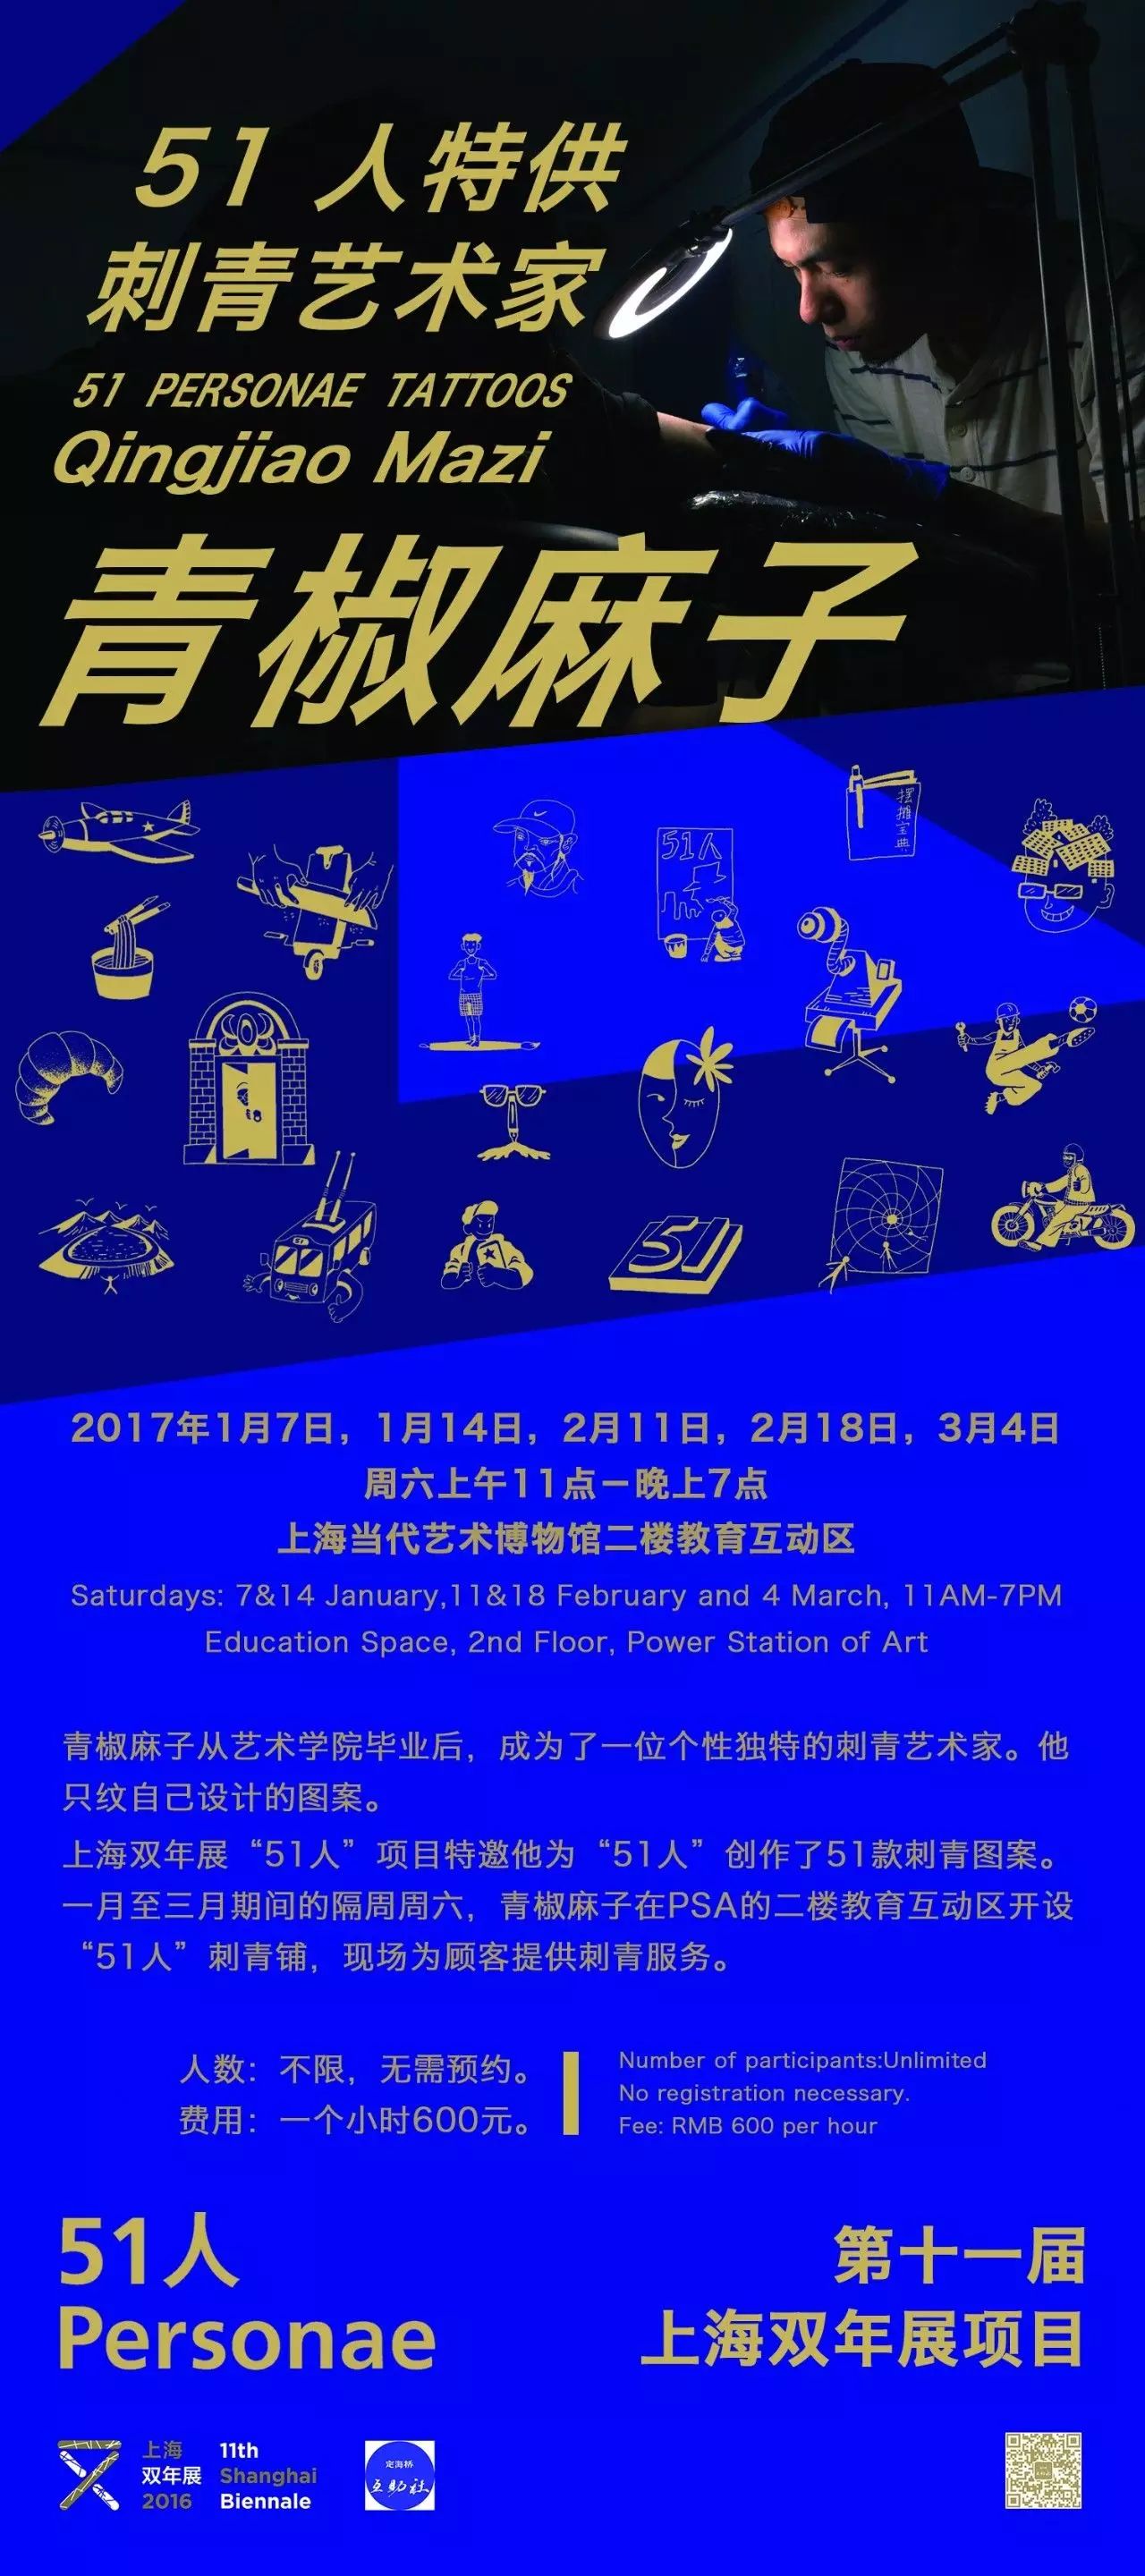 51 人特供
刺青艺术家
51 PERSONAE TATTOOS
Qingjiao Mazi
青椒麻子
51人
摆摊宝典
51
2017年1月7日，1月14日，2月11日，2月18日，3月4日
周六上午11点－晚上7点
上海当代艺术博物馆二楼教育互动区
Saturdays: 7&14 January,11&18 February and 4 March, 11AM-7PM
Education Space, 2nd Floor, Power Station of Art
青椒麻子从艺术学院毕业后，成为了一位个性独特的刺青艺术家。他
只纹自己设计的图案。
上海双年展“51人”项目特邀他为“51人”创作了51款刺青图案。
一月至三月期间的隔周周六，青椒麻子在PSA的二楼教育互动区开设
“51人”刺青铺，现场为顾客提供刺青服务。
人数：不限，无需预约。
费用：一个小时600元。
Number of participants:Unlimited
No registration necessary.
Fee: RMB 600 per hour
51人
Personae
第十一届
上海双年展项目
上海
双年展
2016
11th
Shanghai
Biennale
定海桥
互助社